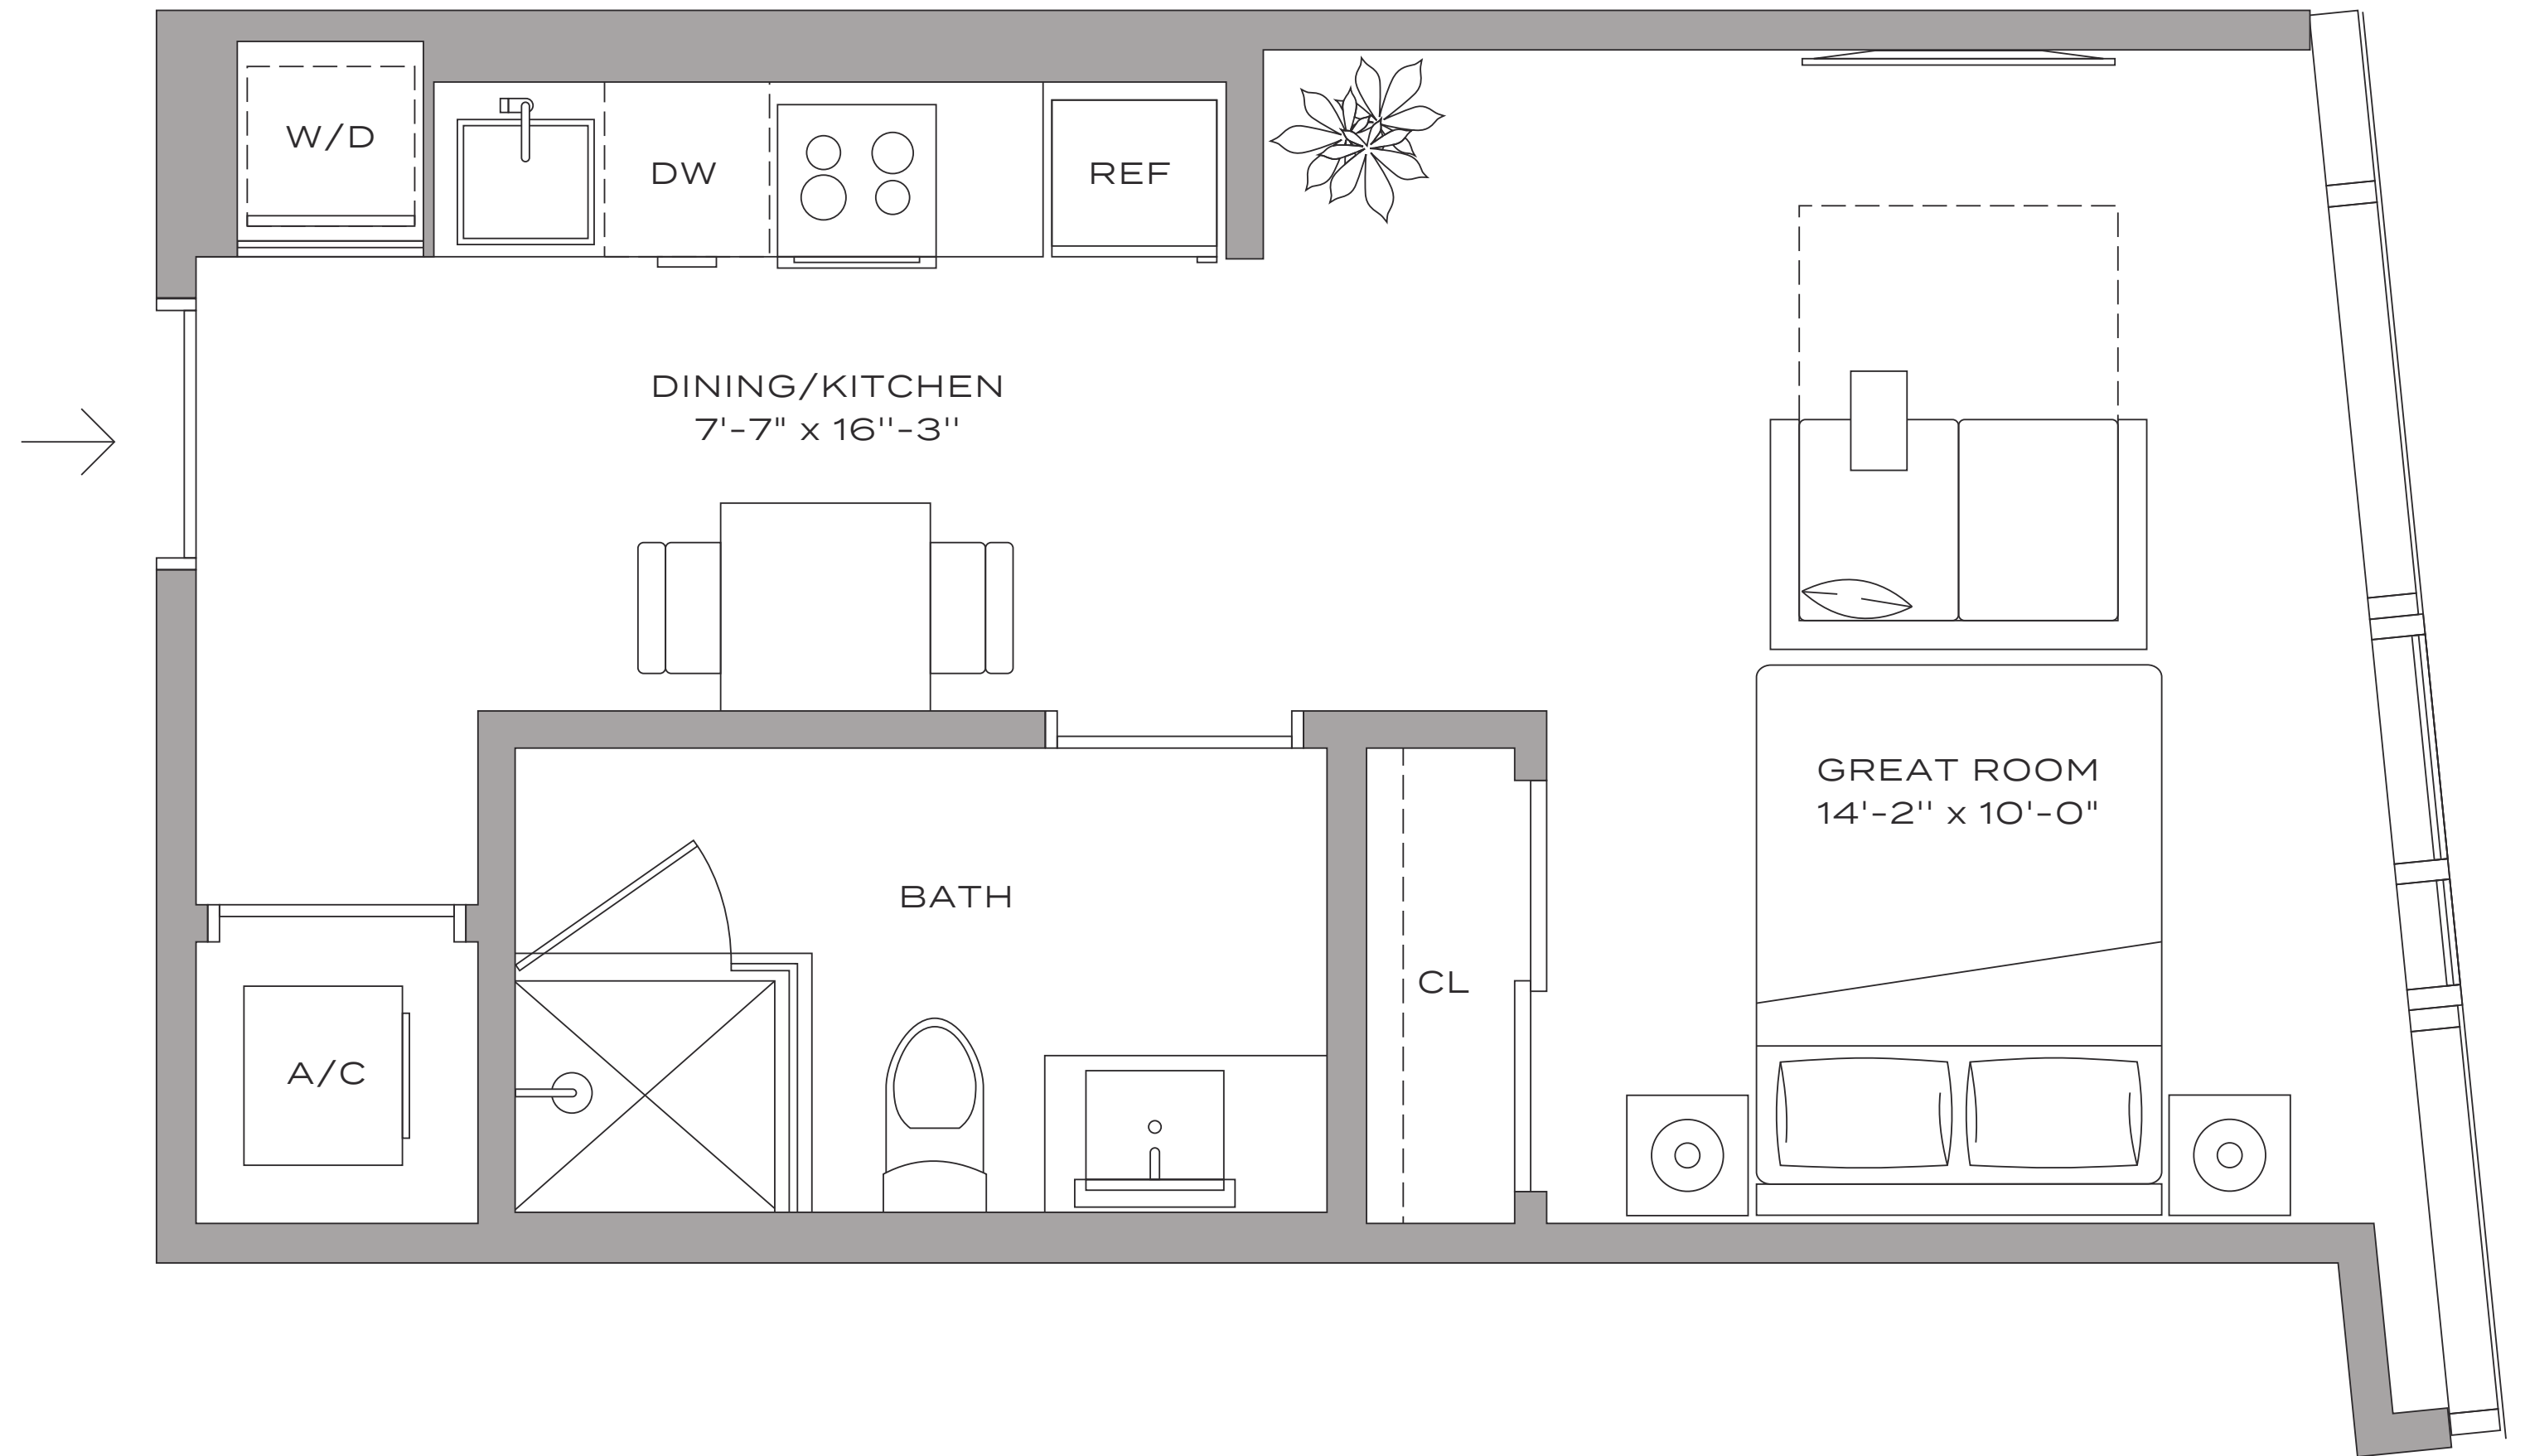 W/D
DW
REF
DINING/KITCHEN
7'-7" x 16''-3''
GREAT ROOM
14'-2'' x 10'-0"
BATH
CL
A/C